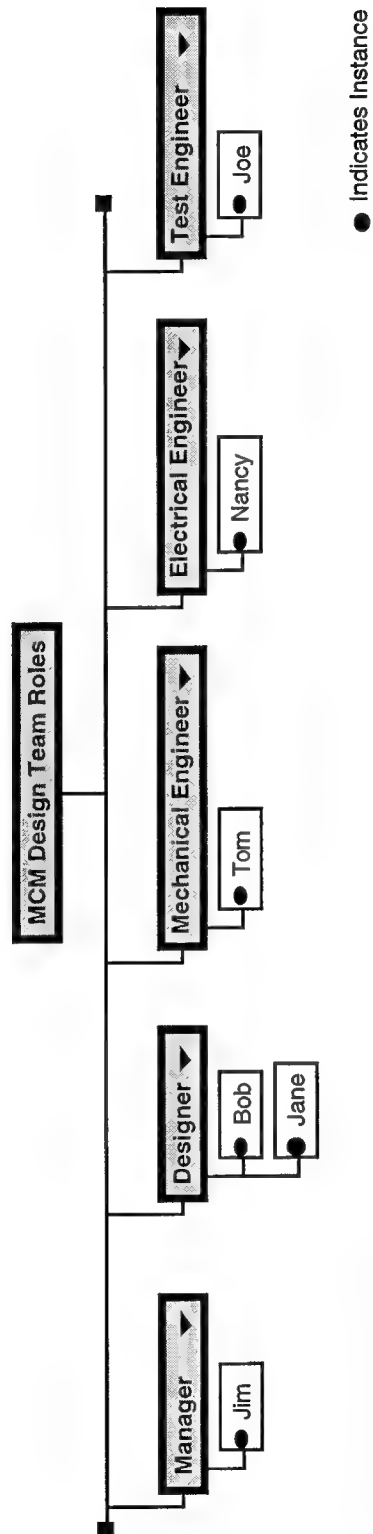 MCM Design Team Roles
Manager
Jim
Designer
Bob
Jane
Mechanical Engineer
Tom
Electrical Engineer
Nancy
Test Engineer
Joe
Indicates Instance